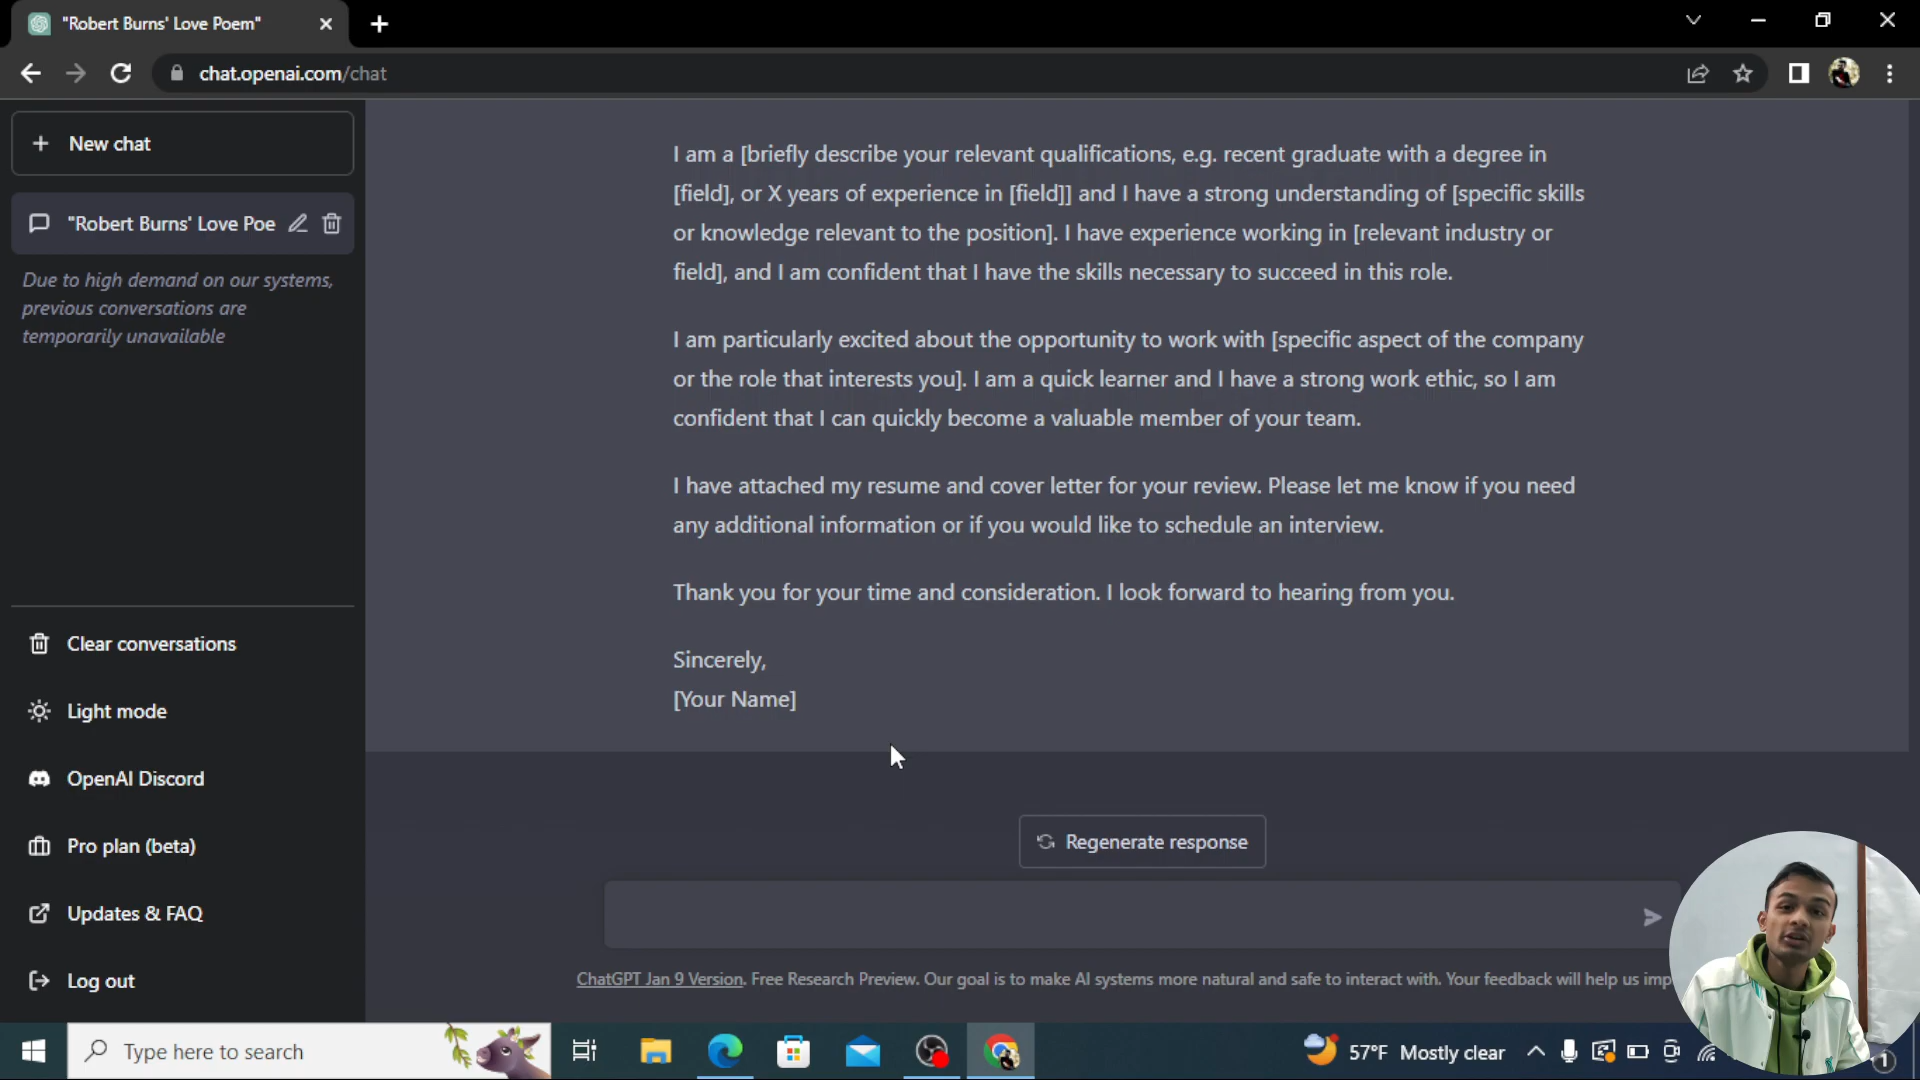 "Robert Burns' Love Poem"
chat.openai.com/chat
New chat
"Robert Burns' Love Poe
Due to high demand on our systems,
previous conversations are
temporarily unavailable
Clear conversations
Light mode
OpenAI Discord
Pro plan (beta)
Updates & FAQ
Log out
I am a [briefly describe your relevant qualifications, e.g. recent graduate with a degree in
[field], or X years of experience in [field]] and I have a strong understanding of [specific skills
or knowledge relevant to the position]. I have experience working in [relevant industry or
field], and I am confident that I have the skills necessary to succeed in this role.
I am particularly excited about the opportunity to work with [specific aspect of the company
or the role that interests you]. I am a quick learner and I have a strong work ethic, so I am
confident that I can quickly become a valuable member of your team.
I have attached my resume and cover letter for your review. Please let me know if you need
any additional information or if you would like to schedule an interview.
Thank you for your time and consideration. I look forward to hearing from you.
Sincerely,
[Your Name]
Regenerate response
ChatGPT Jan 9 Version. Free Research Preview. Our goal is to make AI systems more natural and safe to interact with. Your feedback will help us imp
Type here to search
57°F Mostly clear
1